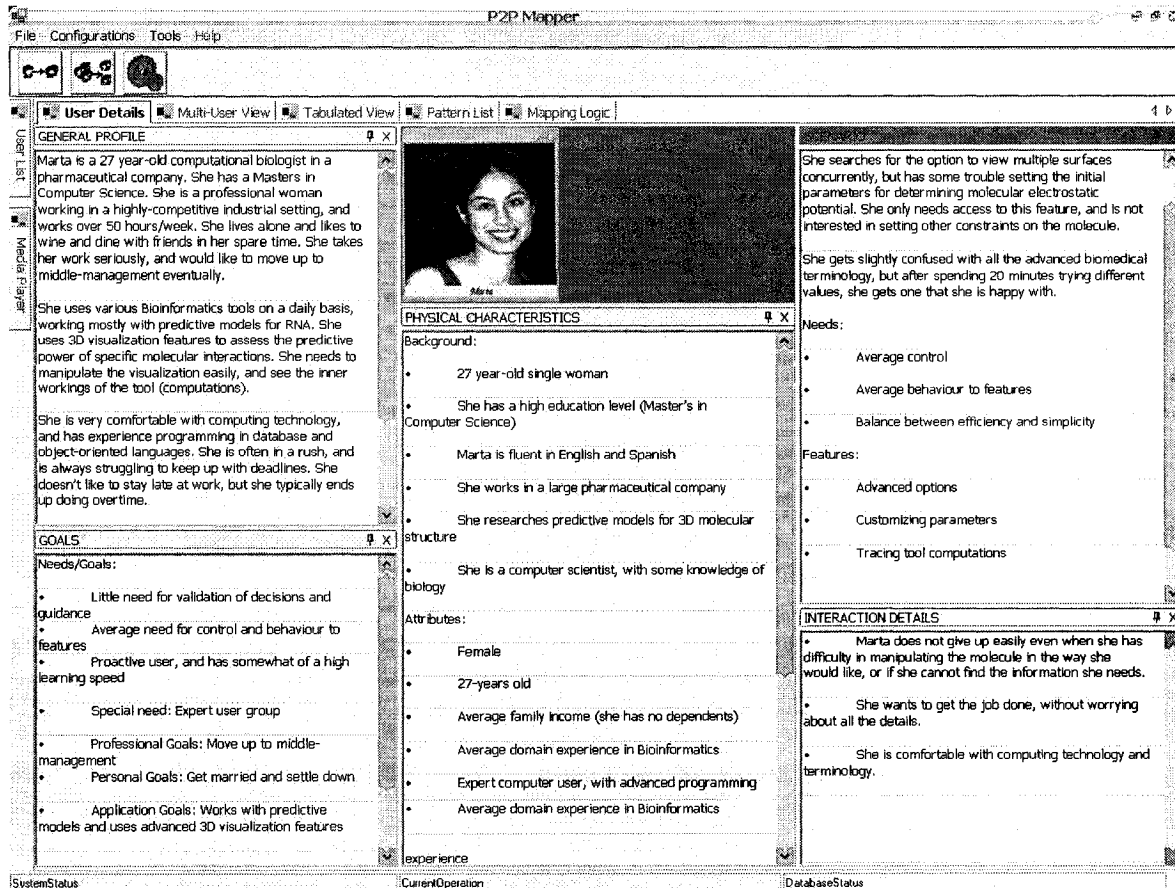 P2P Mapper
File Configurations Tools Help
User Details Multi-User View Tabulated View Pattern List Mapping Logic
User List
Media Player
GENERAL PROFILE
Marta is a 27 year-old computational biologist in a
pharmaceutical company. She has a Masters in
Computer Science. She is a professional woman
working in a highly-competitive industrial setting, and
works over 50 hours/week. She lives alone and likes to
wine and dine with friends in her spare time. She takes
her work seriously, and would like to move up to
middle-management eventually.
She uses various Bioinformatics tools on a daily basis,
working mostly with predictive models for RNA. She
uses 3D visualization features to assess the predictive
power of specific molecular interactions. She needs to
manipulate the visualization easily, and see the inner
workings of the tool (computations).
She is very comfortable with computing technology,
and has experience programming in database and
object-oriented languages. She is often in a rush, and
is always struggling to keep up with deadlines. She
doesn't like to stay late at work, but she typically ends
up doing overtime.
GOALS
Needs/Goals:
• Little need for validation of decisions and
guidance
• Average need for control and behaviour to
features
• Proactive user, and has somewhat of a high
learning speed
• Special need: Expert user group
• Professional Goals: Move up to middle-
management
• Personal Goals: Get married and settle down
• Application Goals: Works with predictive
models and uses advanced 3D visualization features
Marta
PHYSICAL CHARACTERISTICS
Background:
• 27 year-old single woman
• She has a high education level (Master's in
Computer Science)
• Marta is fluent in English and Spanish
• She works in a large pharmaceutical company
• She researches predictive models for 3D molecular
structure
• She is a computer scientist, with some knowledge of
biology
Attributes:
• Female
• 27-years old
• Average family income (she has no dependents)
• Average domain experience in Bioinformatics
• Expert computer user, with advanced programming
• Average domain experience in Bioinformatics
experience
She searches for the option to view multiple surfaces
concurrently, but has some trouble setting the initial
parameters for determining molecular electrostatic
potential. She only needs access to this feature, and is not
interested in setting other constraints on the molecule.
She gets slightly confused with all the advanced biomedical
terminology, but after spending 20 minutes trying different
values, she gets one that she is happy with.
Needs:
• Average control
• Average behaviour to features
• Balance between efficiency and simplicity
Features:
• Advanced options
• Customizing parameters
• Tracing tool computations
INTERACTION DETAILS
• Marta does not give up easily even when she has
difficulty in manipulating the molecule in the way she
would like, or if she cannot find the information she needs.
• She wants to get the job done, without worrying
about all the details.
• She is comfortable with computing technology and
terminology.
SystemStatus CurrentOperation DatabaseStatus